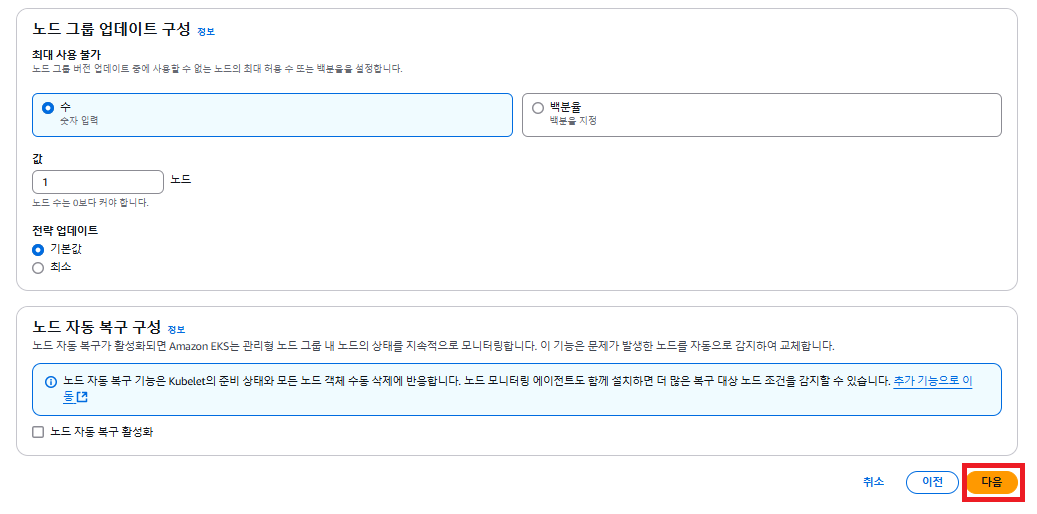 노드 그룹 업데이트 구성 정보
최대 사용 불가
노드 그룹 버전 업데이트 중에 사용할 수 없는 노드의 최대 허용 수 또는 백분율을 설정합니다.
수
숫자 입력
백분율
백분율 지정
값
1 노드
노드 수는 0보다 커야 합니다.
전략 업데이트
기본값
최소
노드 자동 복구 구성 정보
노드 자동 복구가 활성화되면 Amazon EKS는 관리형 노드 그룹 내 노드의 상태를 지속적으로 모니터링합니다. 이 기능은 문제가 발생한 노드를 자동으로 감지하여 교체합니다.
노드 자동 복구 기능은 Kubelet의 준비 상태와 모든 노드 객체 수동 삭제에 반응합니다. 노드 모니터링 에이전트도 함께 설치하면 더 많은 복구 대상 노드 조건을 감지할 수 있습니다. 추가 기능으로 이
동
노드 자동 복구 활성화
취소 이전 다음